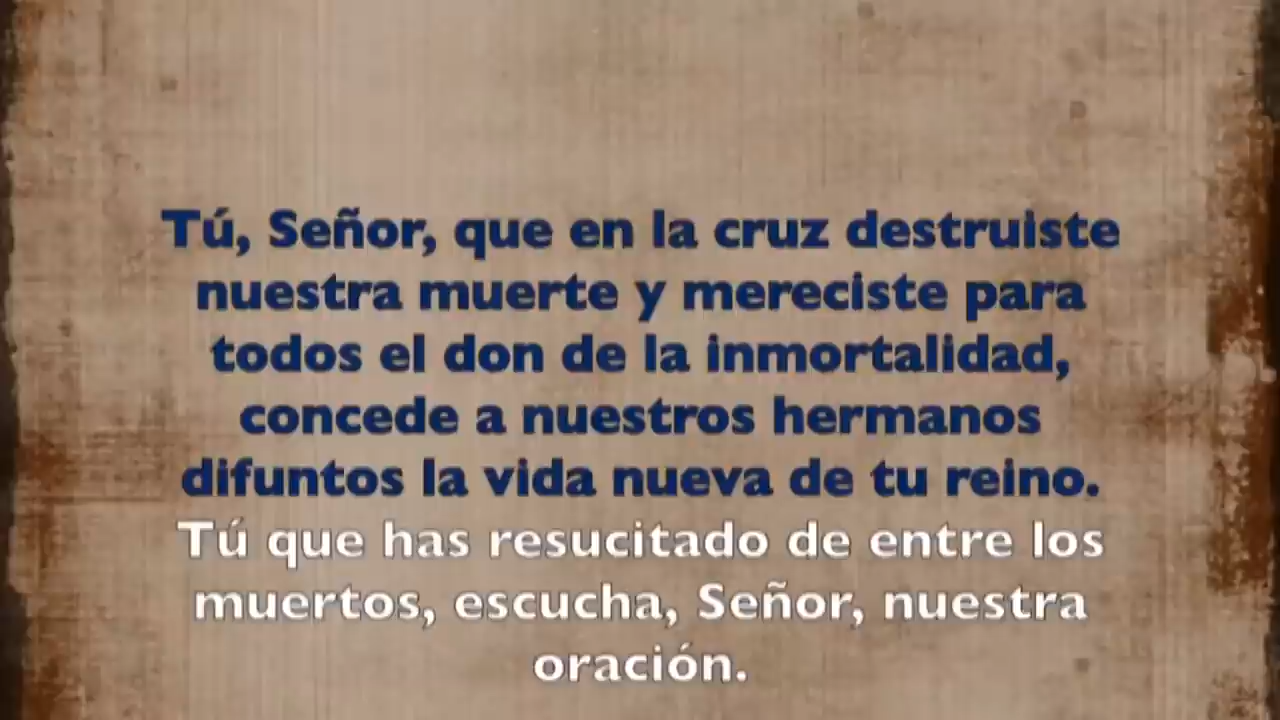 Tú, Señor, que en la cruz destruiste
nuestra muerte y mereciste para
todos el don de la inmortalidad,
concede a nuestros hermanos
difuntos la vida nueva de tu reino.
Tú que has resucitado de entre los
muertos, escucha, Señor, nuestra
oración.